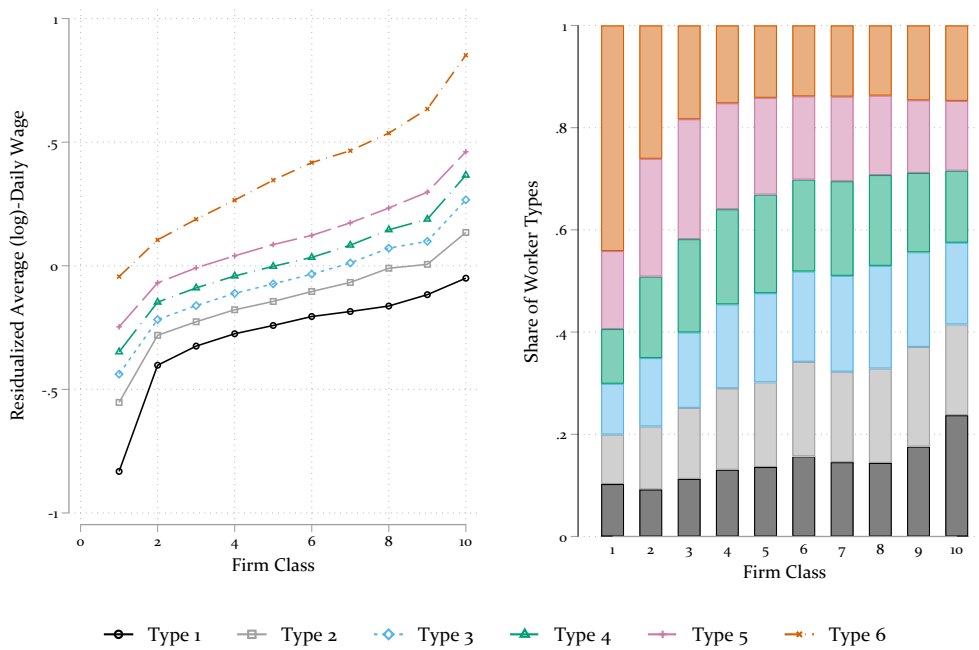 Residualized Average (log)-Daily Wage
1
.5
0
-.5
-1
0 2 4 6 8 10
Firm Class
Share of Worker Types
1
.8
.6
.4
.2
0
1 2 3 4 5 6 7 8 9 10
Firm Class
Type 1 Type 2 Type 3 Type 4 Type 5 Type 6